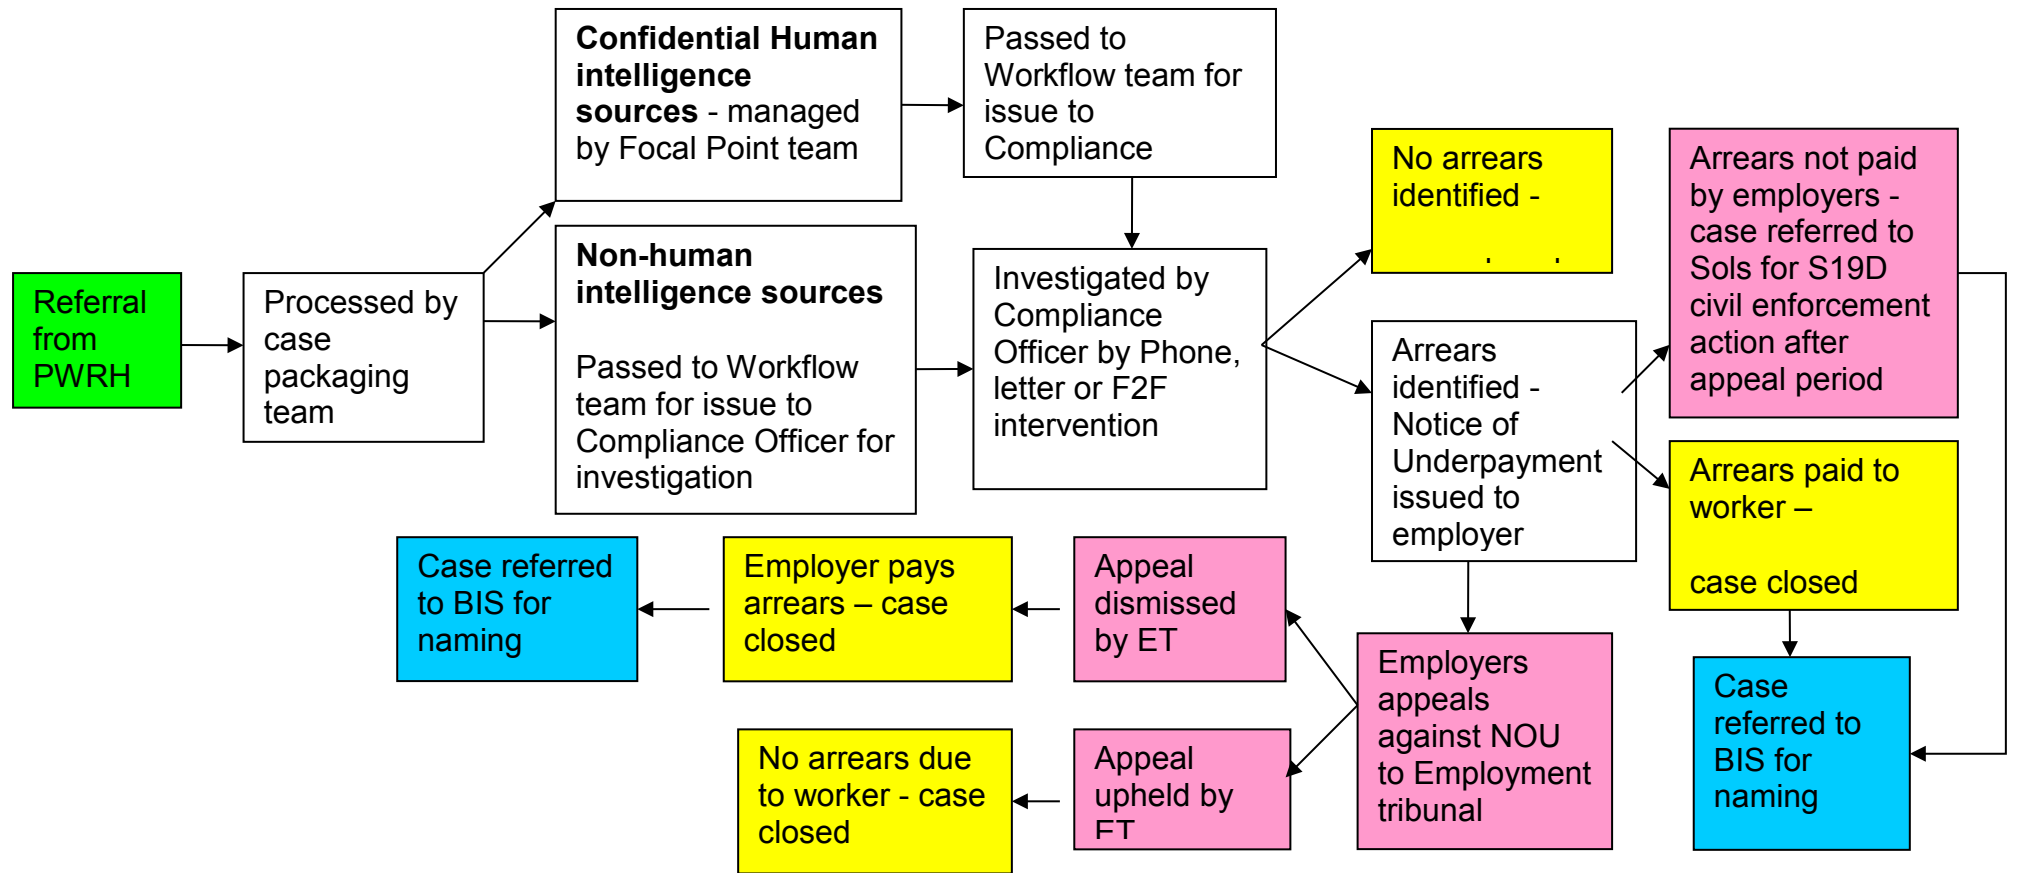 Confidential Human
intelligence
sources - managed
by Focal Point team
Passed to
Workflow team for
issue to
Compliance
No arrears
identified -
Arrears not paid
by employers -
case referred to
Sols for S19D
civil enforcement
action after
appeal period
Non-human
intelligence sources
Passed to Workflow
team for issue to
Compliance Officer for
investigation
Investigated by
Compliance
Officer by Phone,
letter or F2F
intervention
Referral
from
PWRH
Processed by
case
packaging
team
Arrears
identified -
Notice of
Underpayment
issued to
employer
Arrears paid to
worker –
case closed
Case referred
to BIS for
naming
Employer pays
arrears – case
closed
Appeal
dismissed
by ET
Employers
appeals
against NOU
to Employment
tribunal
Case
referred to
BIS for
naming
No arrears due
to worker - case
closed
Appeal
upheld by
ET